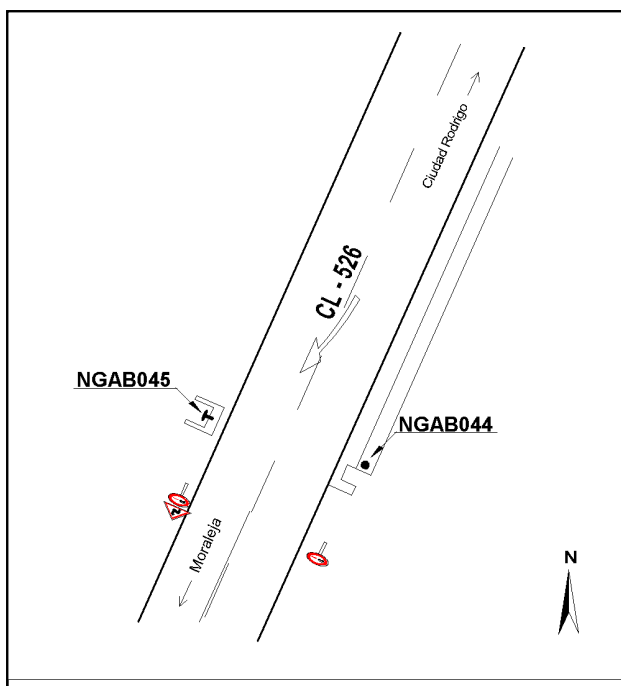 Ciudad Rodrigo
CL - 526
NGAB045
NGAB044
Moraleja
N